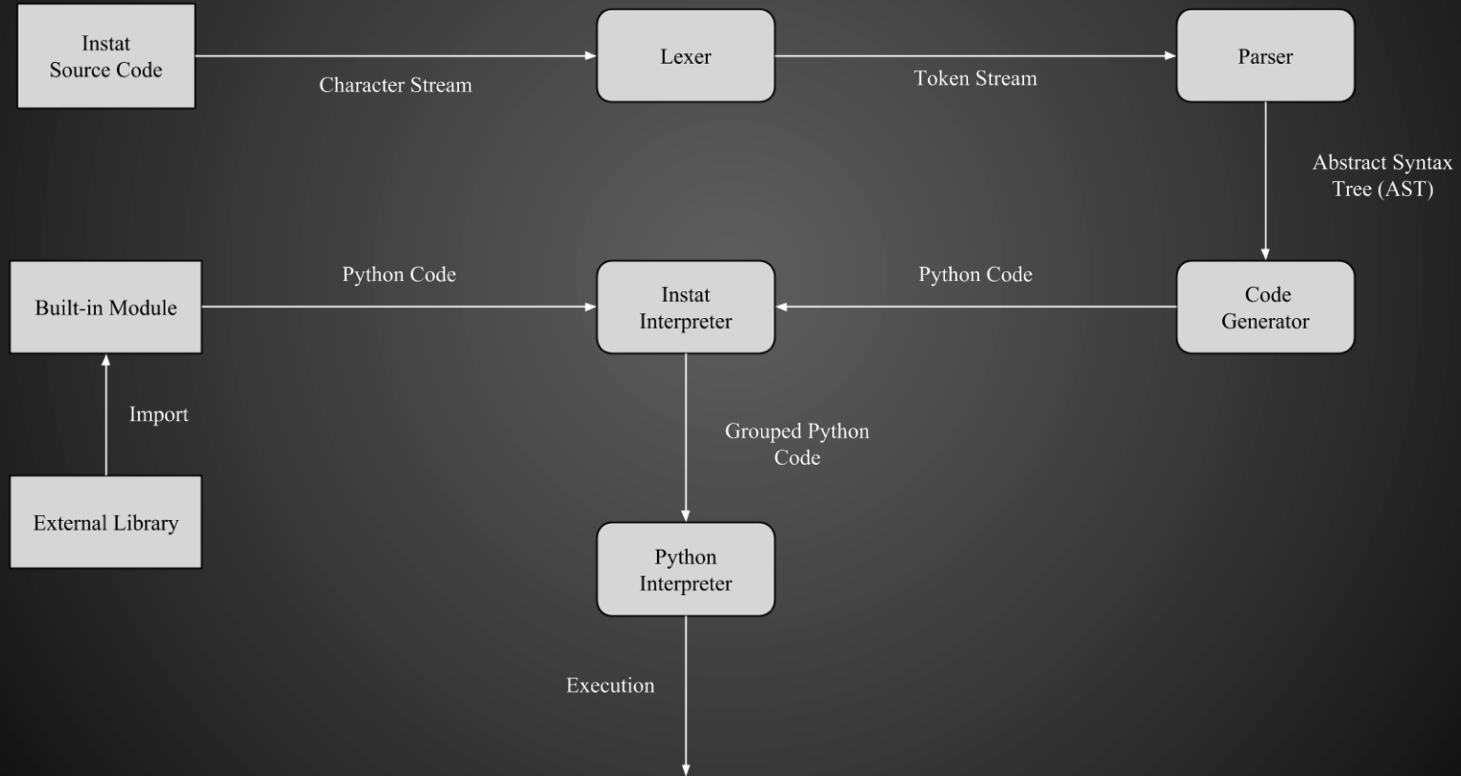 Instat
Source Code
Character Stream
Lexer
Token Stream
Parser
Abstract Syntax
Tree (AST)
Built-in Module
Python Code
Instat
Interpreter
Python Code
Code
Generator
Import
Grouped Python
Code
External Library
Python
Interpreter
Execution